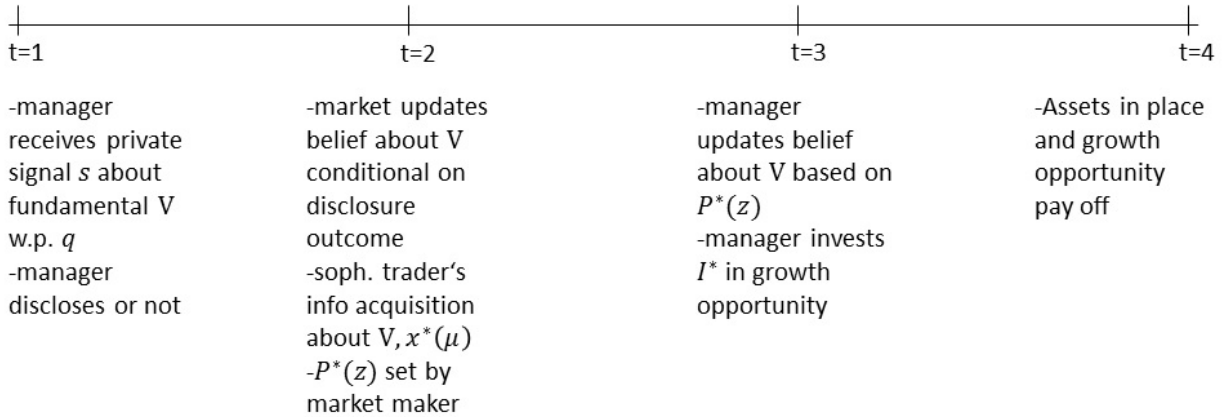 t=1
t=2
t=3
t=4
-manager
receives private
signal s about
fundamental V
w.p. q
-manager
discloses or not
-market updates
belief about V
conditional on
disclosure
outcome
-soph. trader‘s
info acquisition
about V, x*(μ)
-P*(z) set by
market maker
-manager
updates belief
about V based on
P*(z)
-manager invests
I* in growth
opportunity
-Assets in place
and growth
opportunity
pay off